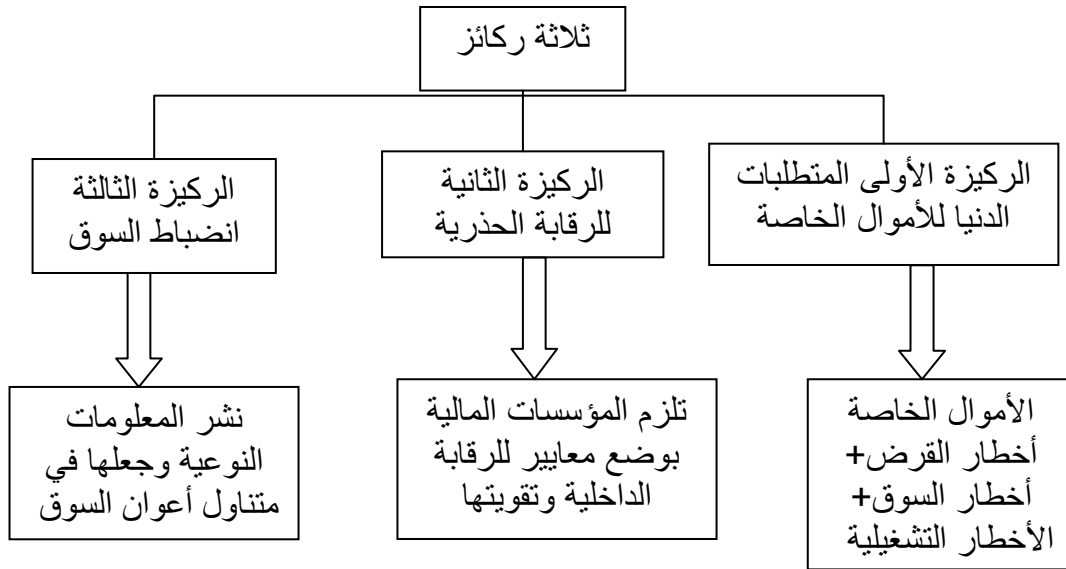 ثلاثة ركائز
الركيزة الأولى المتطلبات
الدنيا للأموال الخاصة
الركيزة الثانية
للرقابة الحذرية
الركيزة الثالثة
انضباط السوق
الأموال الخاصة
أخطار القرض+
أخطار السوق+
الأخطار التشغيلية
تلزم المؤسسات المالية
بوضع معايير للرقابة
الداخلية وتقويتها
نشر المعلومات
النوعية وجعلها في
متناول أعوان السوق